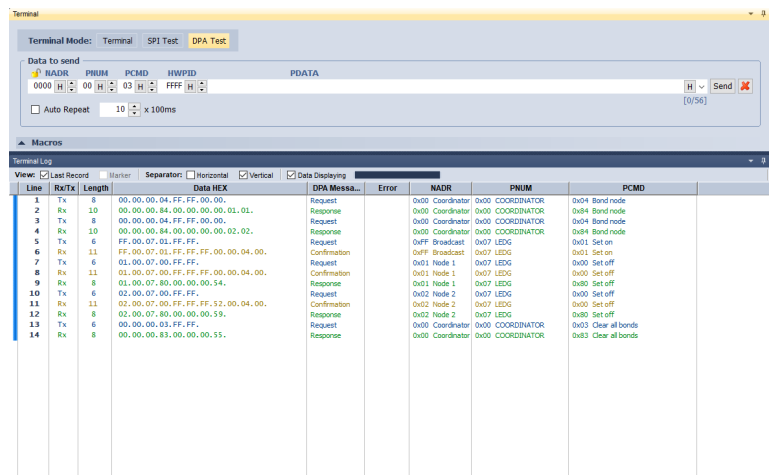 Terminal
Terminal Mode: Terminal SPI Test DPA Test
Data to send
NADR PNUM PCMD HWPID PDATA
0000 H 00 H 03 H FFFF H H Send
[0/56]
Auto Repeat 10 x 100ms
Macros
Terminal Log
View: Last Record Marker Separator: Horizontal Vertical Data Displaying
Line Rx/Tx Length Data HEX DPA Messa... Error NADR PNUM PCMD
1 Tx 8 00.00.00.04.FF.FF.00.00. Request 0x00 Coordinator 0x00 COORDINATOR 0x04 Bond node
2 Rx 10 00.00.00.84.00.00.00.00.01.01. Response 0x00 Coordinator 0x00 COORDINATOR 0x84 Bond node
3 Tx 8 00.00.00.04.FF.FF.00.00. Request 0x00 Coordinator 0x00 COORDINATOR 0x04 Bond node
4 Rx 10 00.00.00.84.00.00.00.00.02.02. Response 0x00 Coordinator 0x00 COORDINATOR 0x84 Bond node
5 Tx 6 FF.00.07.01.FF.FF. Request 0xFF Broadcast 0x07 LEDG 0x01 Set on
6 Rx 11 FF.00.07.01.FF.FF.FF.00.00.04.00. Confirmation 0xFF Broadcast 0x07 LEDG 0x01 Set on
7 Tx 6 01.00.07.00.FF.FF. Request 0x01 Node 1 0x07 LEDG 0x00 Set off
8 Rx 11 01.00.07.00.FF.FF.FF.00.00.04.00. Confirmation 0x01 Node 1 0x07 LEDG 0x00 Set off
9 Rx 8 01.00.07.80.00.00.00.54. Response 0x01 Node 1 0x07 LEDG 0x80 Set off
10 Tx 6 02.00.07.00.FF.FF. Request 0x02 Node 2 0x07 LEDG 0x00 Set off
11 Rx 11 02.00.07.00.FF.FF.FF.52.00.04.00. Confirmation 0x02 Node 2 0x07 LEDG 0x00 Set off
12 Rx 8 02.00.07.80.00.00.00.59. Response 0x02 Node 2 0x07 LEDG 0x80 Set off
13 Tx 6 00.00.00.03.FF.FF. Request 0x00 Coordinator 0x00 COORDINATOR 0x03 Clear all bonds
14 Rx 8 00.00.00.83.00.00.00.55. Response 0x00 Coordinator 0x00 COORDINATOR 0x83 Clear all bonds